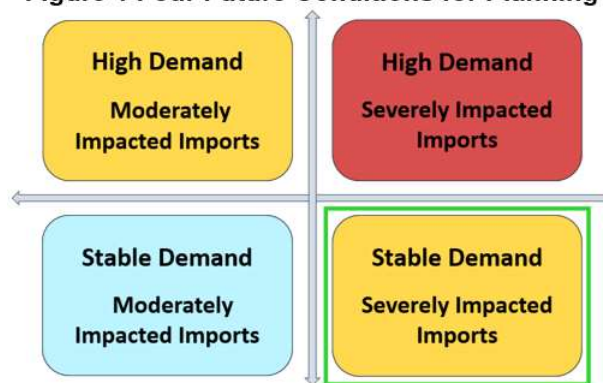 High Demand
Moderately
Impacted Imports
High Demand
Severely Impacted
Imports
Stable Demand
Moderately
Impacted Imports
Stable Demand
Severely Impacted
Imports